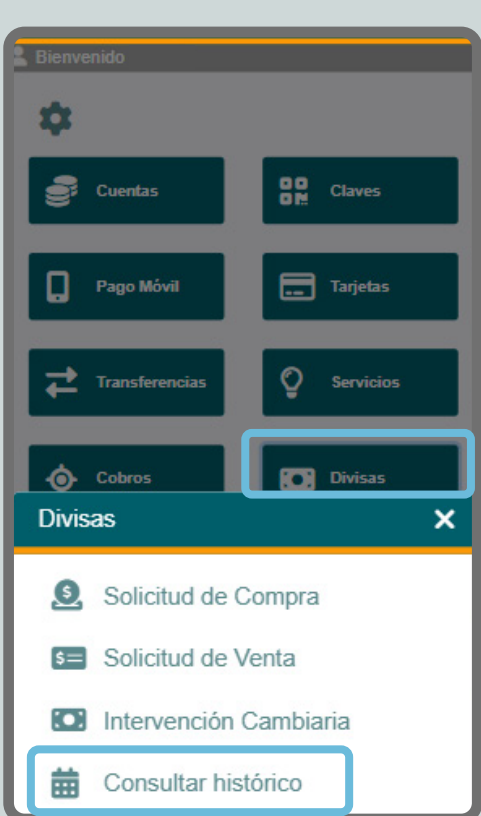 Bienvenido
Cuentas
Claves
Pago Móvil
Tarjetas
Transferencias
Servicios
Cobros
Divisas
Divisas
Solicitud de Compra
Solicitud de Venta
Intervención Cambiaria
Consultar histórico